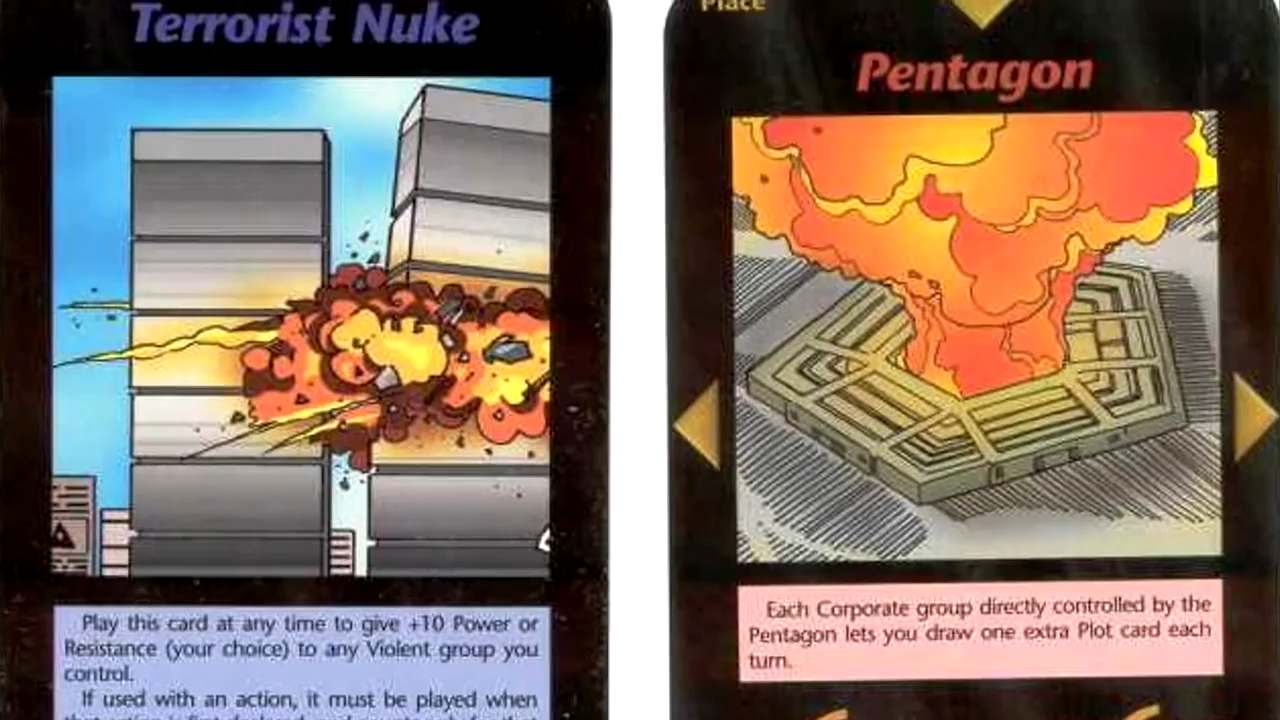 Terrorist Nuke
Play this card at any time to give +10 Power or
Resistance (your choice) to any Violent group you
control.
If used with an action, it must be played when
Place
Pentagon
Each Corporate group directly controlled by the
Pentagon lets you draw one extra Plot card each
turn.